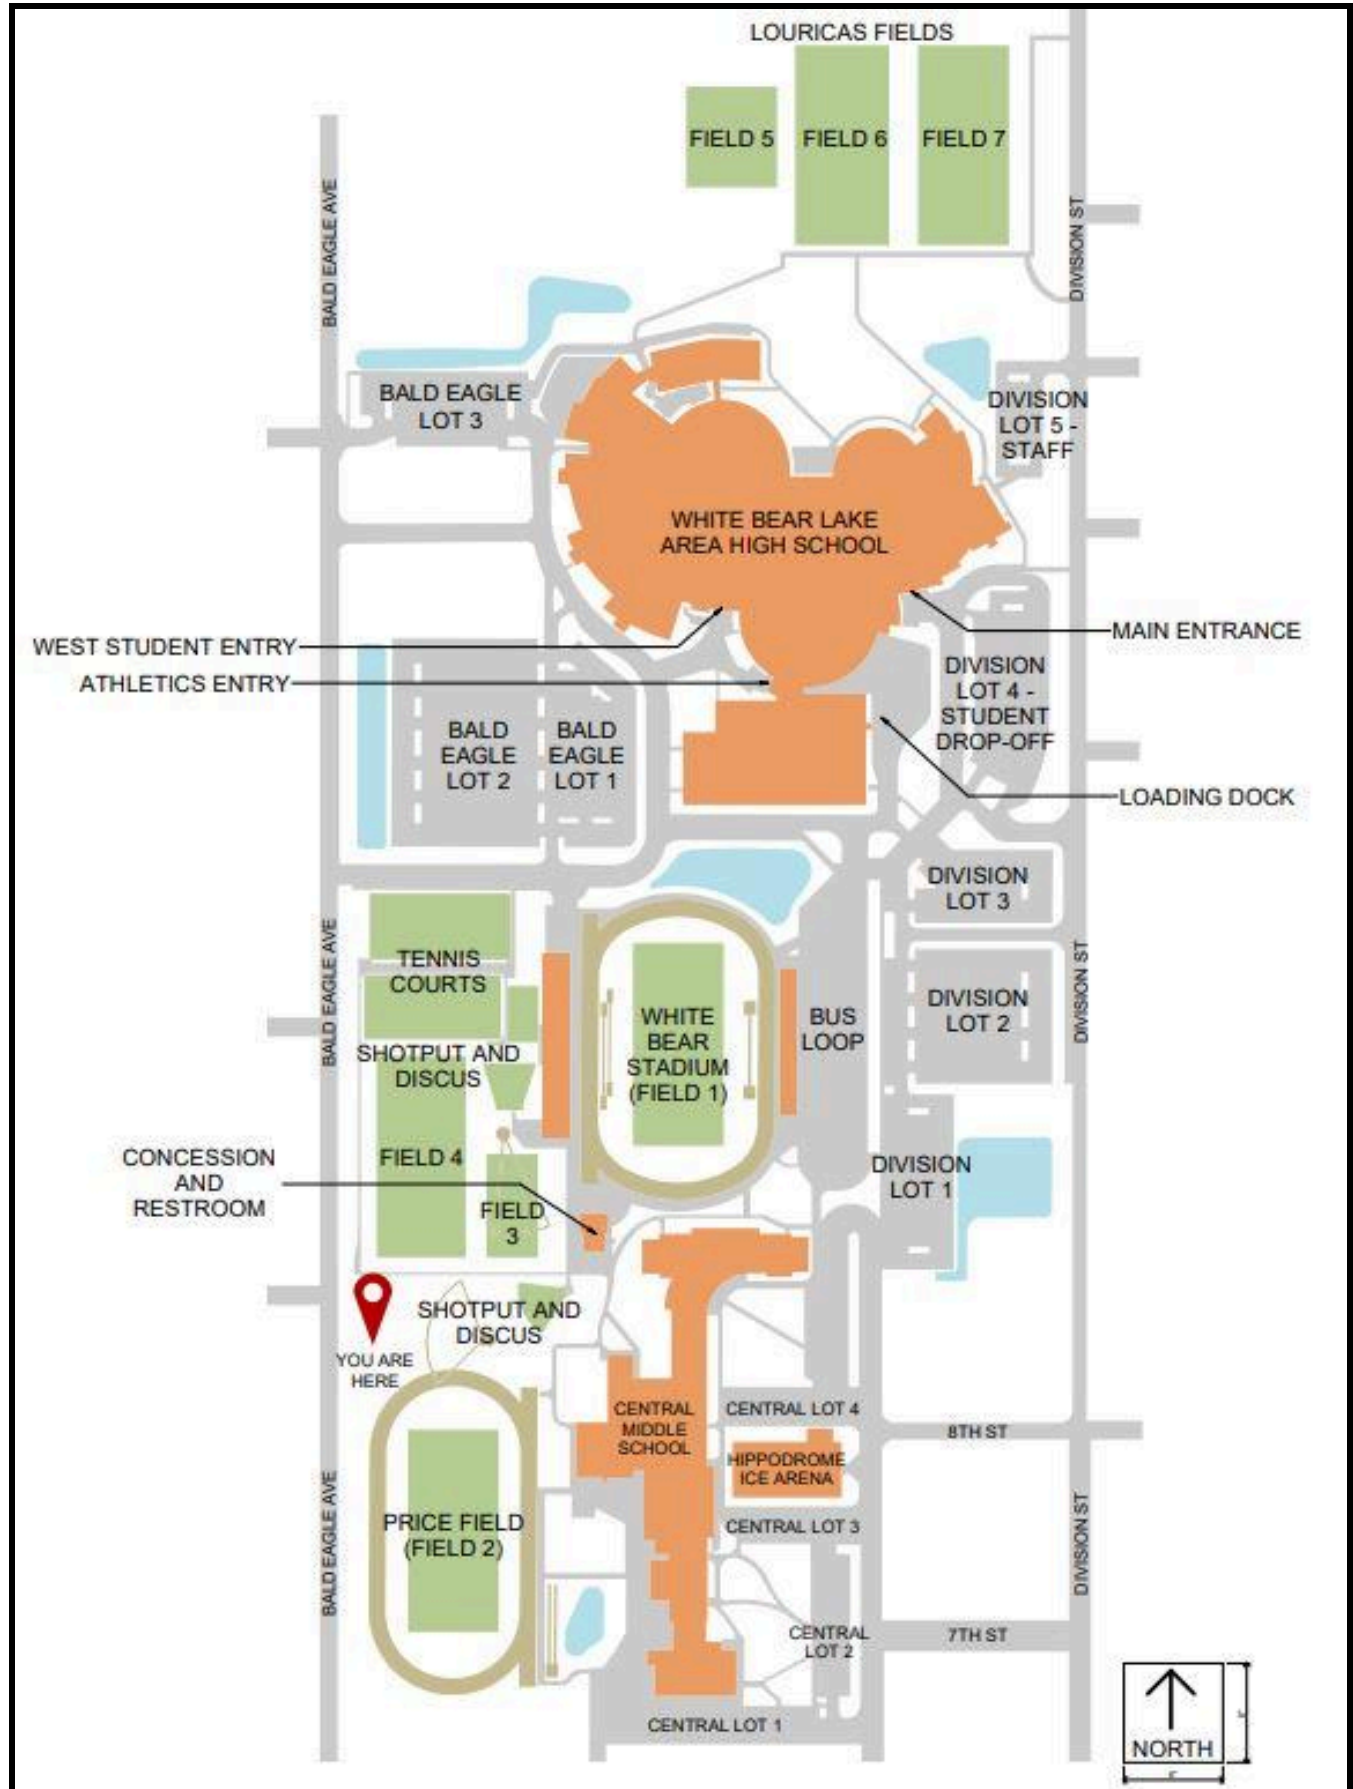 LOURICAS FIELDS
FIELD 5
FIELD 6
FIELD 7
BALD EAGLE AVE
DIVISION ST
BALD EAGLE
LOT 3
DIVISION
LOT 5 -
STAFF
WHITE BEAR LAKE
AREA HIGH SCHOOL
WEST STUDENT ENTRY
ATHLETICS ENTRY
MAIN ENTRANCE
DIVISION
LOT 4 -
STUDENT
DROP-OFF
BALD
EAGLE
LOT 2
BALD
EAGLE
LOT 1
LOADING DOCK
DIVISION
LOT 3
BALD EAGLE AVE
TENNIS
COURTS
DIVISION ST
DIVISION
LOT 2
WHITE
BEAR
STADIUM
(FIELD 1)
BUS
LOOP
SHOTPUT AND
DISCUS
CONCESSION
AND
RESTROOM
FIELD 4
FIELD
3
DIVISION
LOT 1
SHOTPUT AND
DISCUS
YOU ARE
HERE
CENTRAL
MIDDLE
SCHOOL
CENTRAL LOT 4
8TH ST
HIPPODROME
ICE ARENA
BALD EAGLE AVE
PRICE FIELD
(FIELD 2)
CENTRAL LOT 3
DIVISION ST
CENTRAL
LOT 2
7TH ST
CENTRAL LOT 1
NORTH